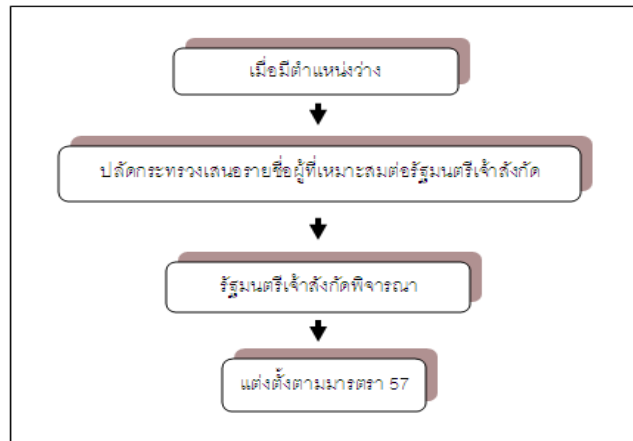 เมื่อมีตำแหน่งว่าง
ปลัดกระทรวงเสนอรายชื่อผู้ที่เหมาะสมต่อรัฐมนตรีเจ้าสังกัด
รัฐมนตรีเจ้าสังกัดพิจารณา
แต่งตั้งตามมาตรา 57